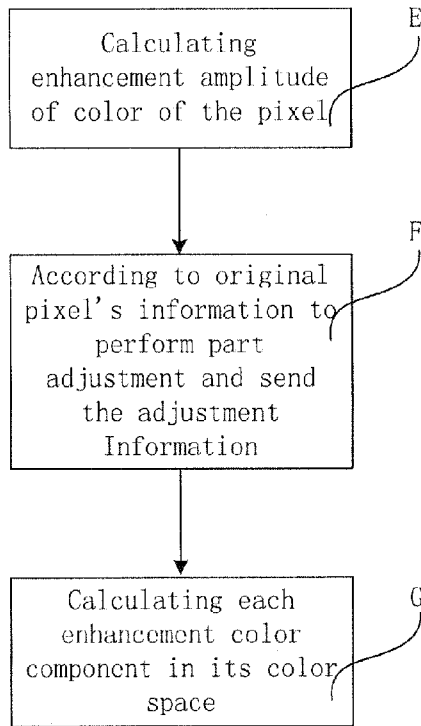 E
Calculating
enhancement amplitude
of color of the pixel
F
According to original
pixel's information to
perform part
adjustment and send
the adjustment
Information
G
Calculating each
enhancement color
component in its color
space